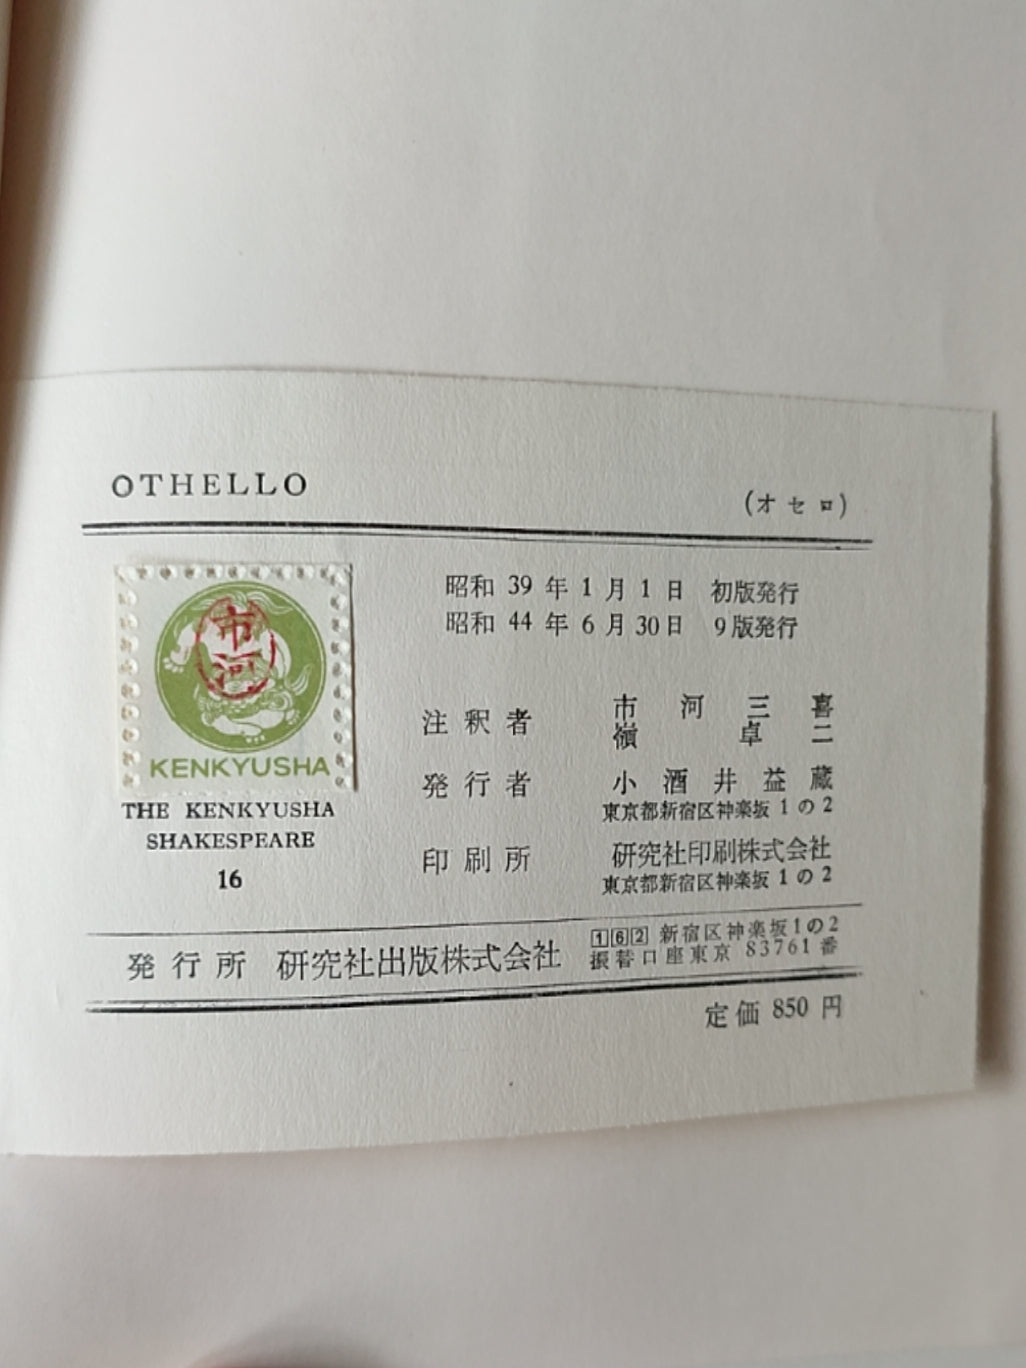 OTHELLO
(オセロ)
市河
KENKYUSHA
THE KENKYUSHA
SHAKESPEARE
16
昭和 39 年 1 月 1 日 初版発行
昭和 44 年 6 月 30 日 9 版発行
注釈者 市河三喜
嶺卓二
発行者 小酒井益蔵
東京都新宿区神楽坂 1 の 2
印刷所 研究社印刷株式会社
東京都新宿区神楽坂 1 の 2
発行所 研究社出版株式会社
162 新宿区神楽坂1の2
振替口座東京 83761 番
定価 850 円